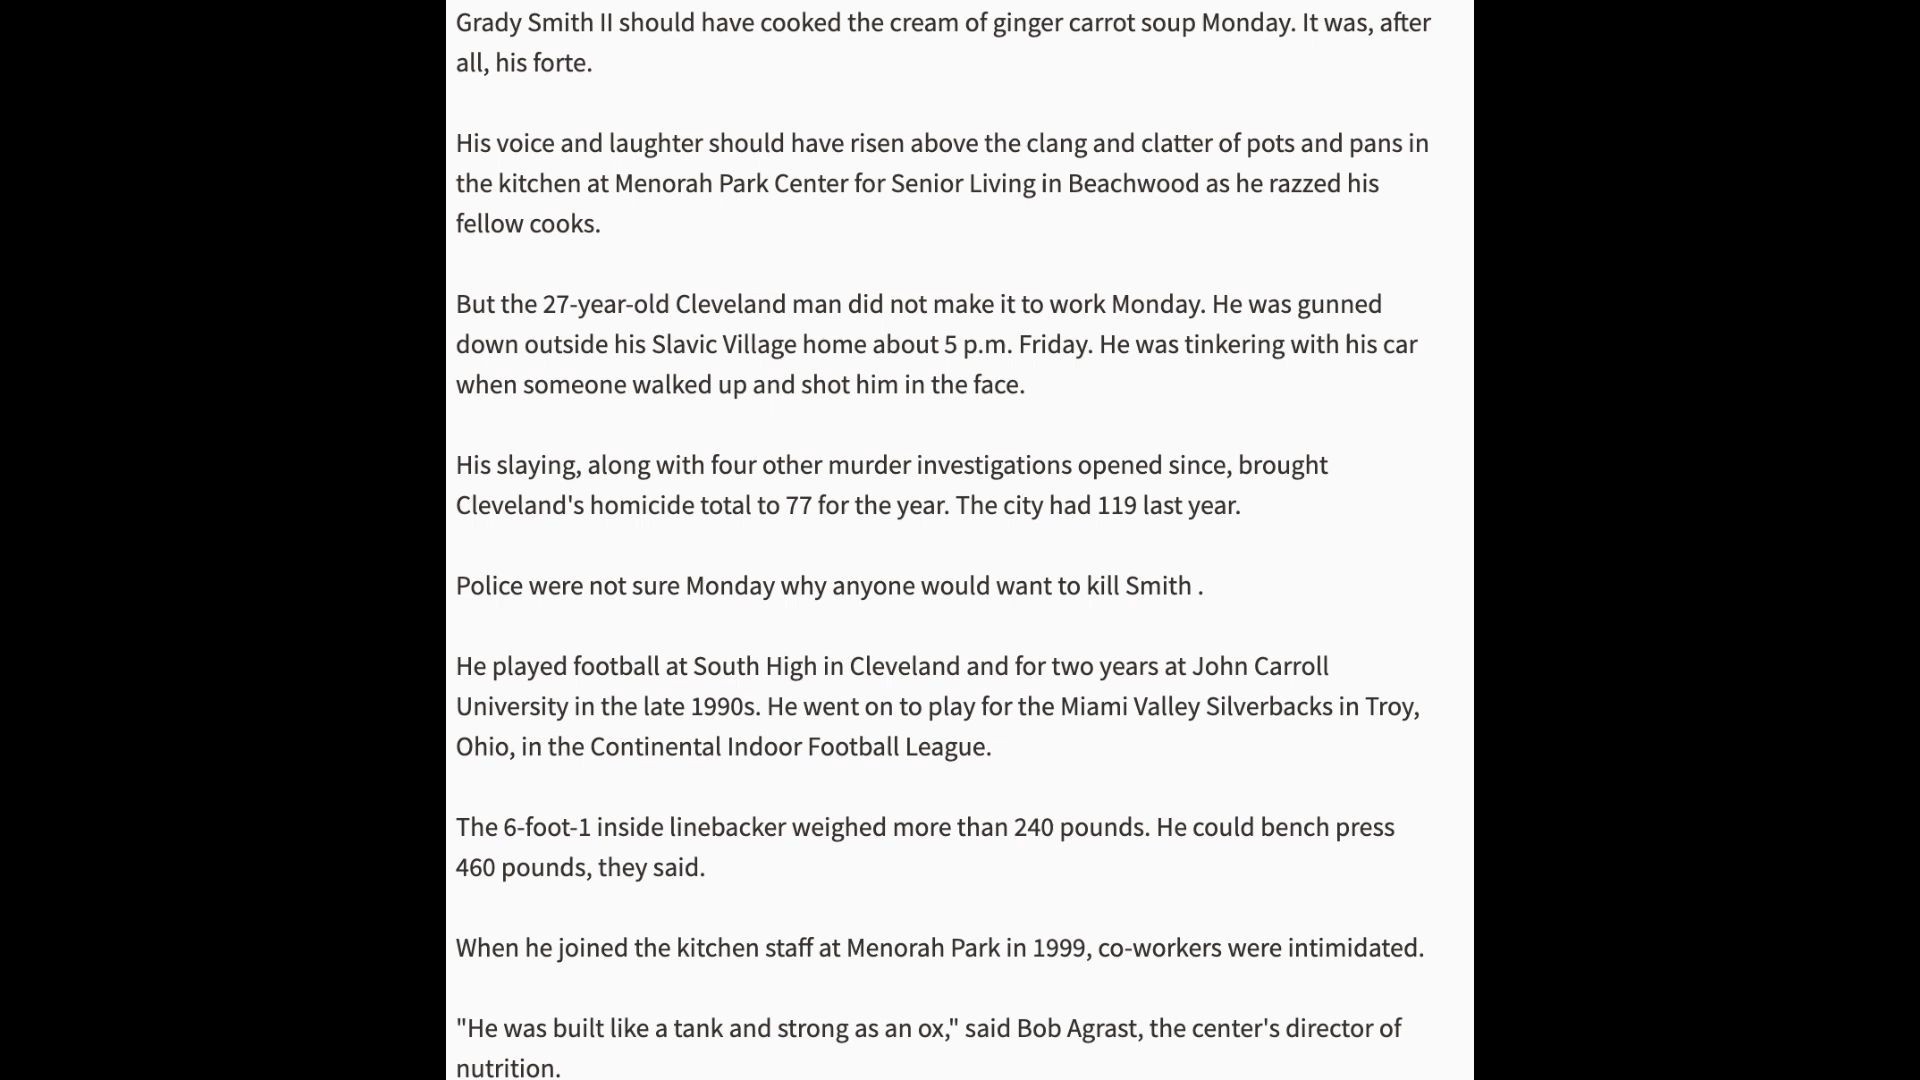 Grady Smith II should have cooked the cream of ginger carrot soup Monday. It was, after
all, his forte.
His voice and laughter should have risen above the clang and clatter of pots and pans in
the kitchen at Menorah Park Center for Senior Living in Beachwood as he razzed his
fellow cooks.
But the 27-year-old Cleveland man did not make it to work Monday. He was gunned
down outside his Slavic Village home about 5 p.m. Friday. He was tinkering with his car
when someone walked up and shot him in the face.
His slaying, along with four other murder investigations opened since, brought
Cleveland's homicide total to 77 for the year. The city had 119 last year.
Police were not sure Monday why anyone would want to kill Smith .
He played football at South High in Cleveland and for two years at John Carroll
University in the late 1990s. He went on to play for the Miami Valley Silverbacks in Troy,
Ohio, in the Continental Indoor Football League.
The 6-foot-1 inside linebacker weighed more than 240 pounds. He could bench press
460 pounds, they said.
When he joined the kitchen staff at Menorah Park in 1999, co-workers were intimidated.
"He was built like a tank and strong as an ox," said Bob Agrast, the center's director of
nutrition.